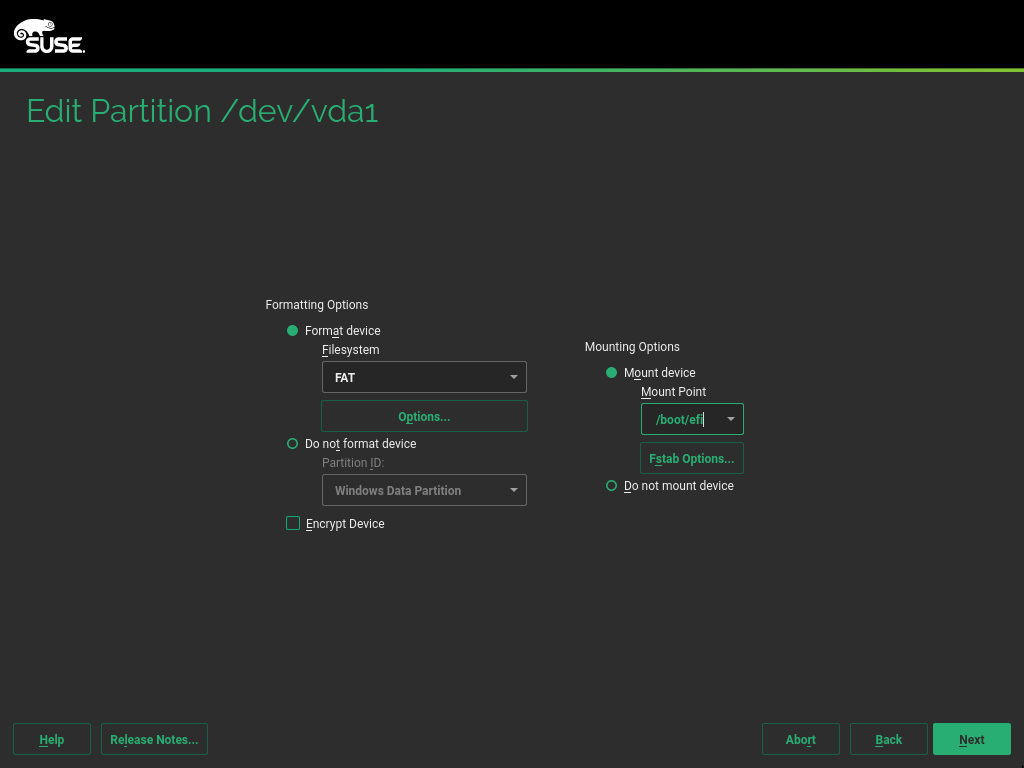 SUSE.
Edit Partition /dev/vda1
Formatting Options
Format device
Filesystem
FAT
Options...
Do not format device
Partition ID:
Windows Data Partition
Encrypt Device
Mounting Options
Mount device
Mount Point
/boot/efi
Fstab Options...
Do not mount device
Help
Release Notes...
Abort
Back
Next